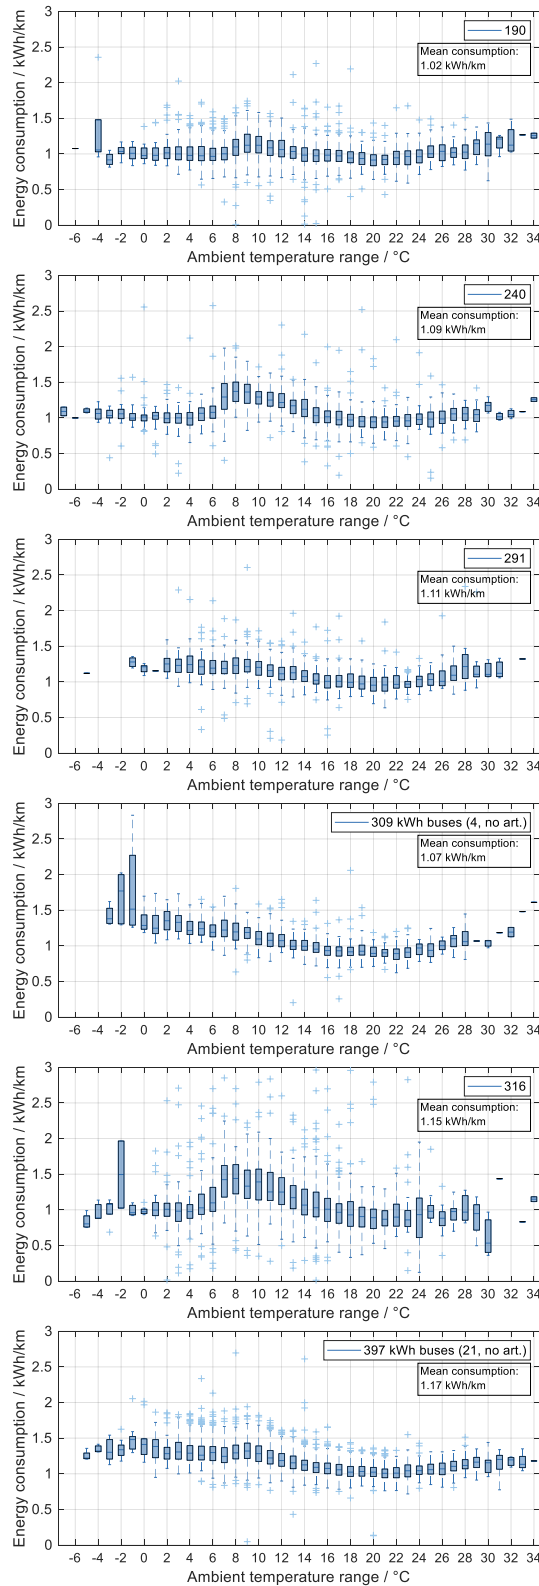 3
2.5
2
1.5
1
0.5
0
Energy consumption / kWh/km
190
Mean consumption:
1.02 kWh/km
-6 -4 -2 0 2 4 6 8 10 12 14 16 18 20 22 24 26 28 30 32 34
Ambient temperature range / °C
3
2.5
2
1.5
1
0.5
0
Energy consumption / kWh/km
240
Mean consumption:
1.09 kWh/km
-6 -4 -2 0 2 4 6 8 10 12 14 16 18 20 22 24 26 28 30 32 34
Ambient temperature range / °C
3
2.5
2
1.5
1
0.5
0
Energy consumption / kWh/km
291
Mean consumption:
1.11 kWh/km
-6 -4 -2 0 2 4 6 8 10 12 14 16 18 20 22 24 26 28 30 32 34
Ambient temperature range / °C
3
2.5
2
1.5
1
0.5
0
Energy consumption / kWh/km
309 kWh buses (4, no art.)
Mean consumption:
1.07 kWh/km
-6 -4 -2 0 2 4 6 8 10 12 14 16 18 20 22 24 26 28 30 32 34
Ambient temperature range / °C
3
2.5
2
1.5
1
0.5
0
Energy consumption / kWh/km
316
Mean consumption:
1.15 kWh/km
-6 -4 -2 0 2 4 6 8 10 12 14 16 18 20 22 24 26 28 30 32 34
Ambient temperature range / °C
3
2.5
2
1.5
1
0.5
0
Energy consumption / kWh/km
397 kWh buses (21, no art.)
Mean consumption:
1.17 kWh/km
-6 -4 -2 0 2 4 6 8 10 12 14 16 18 20 22 24 26 28 30 32 34
Ambient temperature range / °C